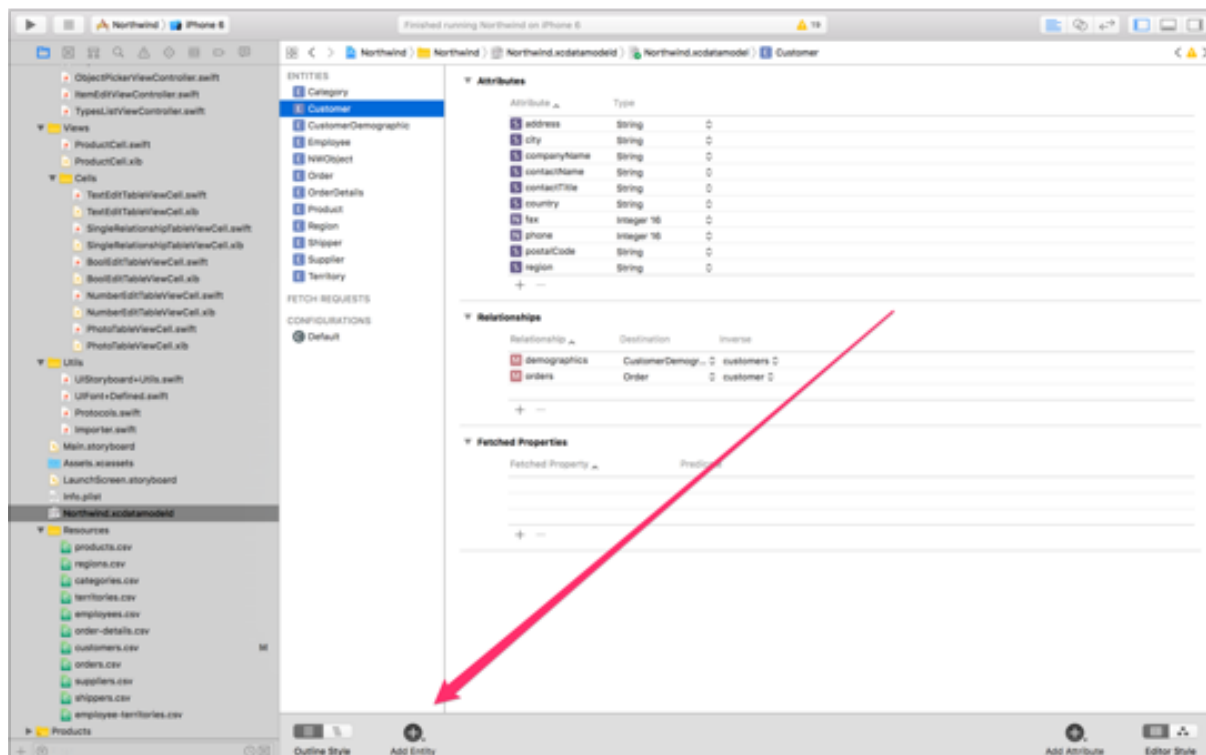 Northwind iPhone 6
Finished running Northwind on iPhone 6
19
Northwind Northwind Northwind.xcdatamodeld Northwind.xcdatamodel Customer
ObjectPickerViewController.swift
ItemEditViewController.swift
TypesListViewController.swift
Views
ProductCell.swift
ProductCell.xib
Cells
TextEditTableViewCell.swift
TextEditTableViewCell.xib
SingleRelationshipTableViewCell.swift
SingleRelationshipTableViewCell.xib
BoolEditTableViewCell.swift
BoolEditTableViewCell.xib
NumberEditTableViewCell.swift
NumberEditTableViewCell.xib
PhotoTableViewCell.swift
PhotoTableViewCell.xib
Utils
UIStoryboard+Utils.swift
UIFont+Defined.swift
Protocols.swift
Importer.swift
Main.storyboard
Assets.xcassets
LaunchScreen.storyboard
Info.plist
Northwind.xcdatamodeld
Resources
products.csv
regions.csv
categories.csv
territories.csv
employees.csv
order-details.csv
customers.csv M
orders.csv
suppliers.csv
shippers.csv
employee-territories.csv
Products
ENTITIES
E Category
E Customer
E CustomerDemographic
E Employee
E NWObject
E Order
E OrderDetails
E Product
E Region
E Shipper
E Supplier
E Territory
FETCH REQUESTS
CONFIGURATIONS
Default
Attributes
Attribute Type
S address String
S city String
S companyName String
S contactName String
S contactTitle String
S country String
N fax Integer 16
N phone Integer 16
S postalCode String
S region String
Relationships
Relationship Destination Inverse
M demographics CustomerDemogr... customers
M orders Order customer
Fetched Properties
Fetched Property
Outline Style Add Entity Add Attribute Editor Style